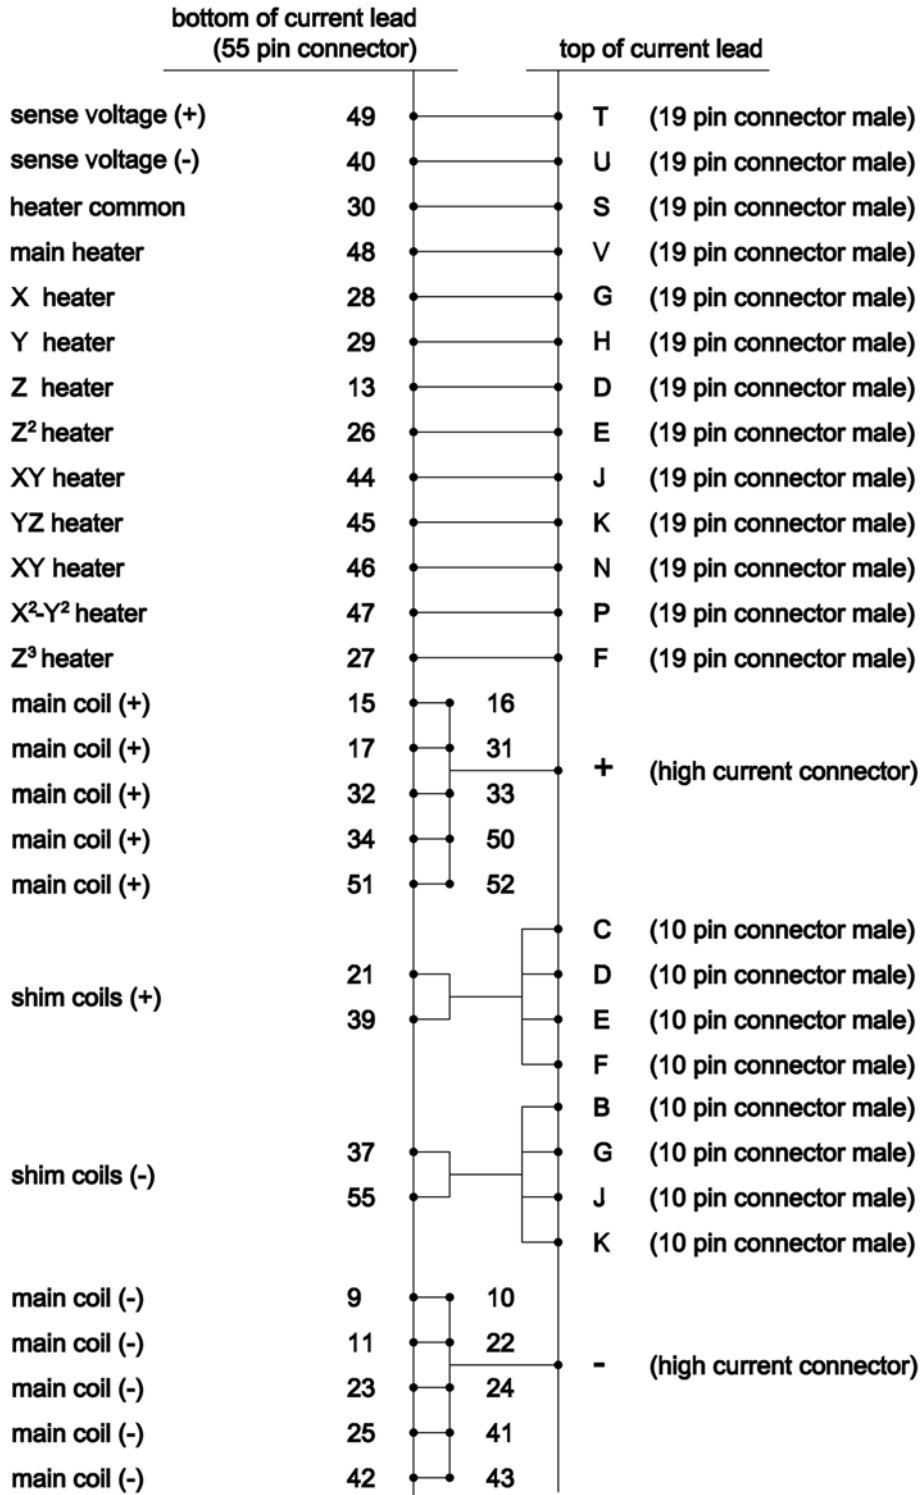 bottom of current lead
(55 pin connector) top of current lead
sense voltage (+) 49 T (19 pin connector male)
sense voltage (-) 40 U (19 pin connector male)
heater common 30 S (19 pin connector male)
main heater 48 V (19 pin connector male)
X heater 28 G (19 pin connector male)
Y heater 29 H (19 pin connector male)
Z heater 13 D (19 pin connector male)
Z² heater 26 E (19 pin connector male)
XY heater 44 J (19 pin connector male)
YZ heater 45 K (19 pin connector male)
XY heater 46 N (19 pin connector male)
X²-Y² heater 47 P (19 pin connector male)
Z³ heater 27 F (19 pin connector male)
main coil (+) 15 16
main coil (+) 17 31
+ (high current connector)
main coil (+) 32 33
main coil (+) 34 50
main coil (+) 51 52
C (10 pin connector male)
21 D (10 pin connector male)
shim coils (+)
39 E (10 pin connector male)
F (10 pin connector male)
B (10 pin connector male)
37 G (10 pin connector male)
shim coils (-)
55 J (10 pin connector male)
K (10 pin connector male)
main coil (-) 9 10
main coil (-) 11 22
- (high current connector)
main coil (-) 23 24
main coil (-) 25 41
main coil (-) 42 43